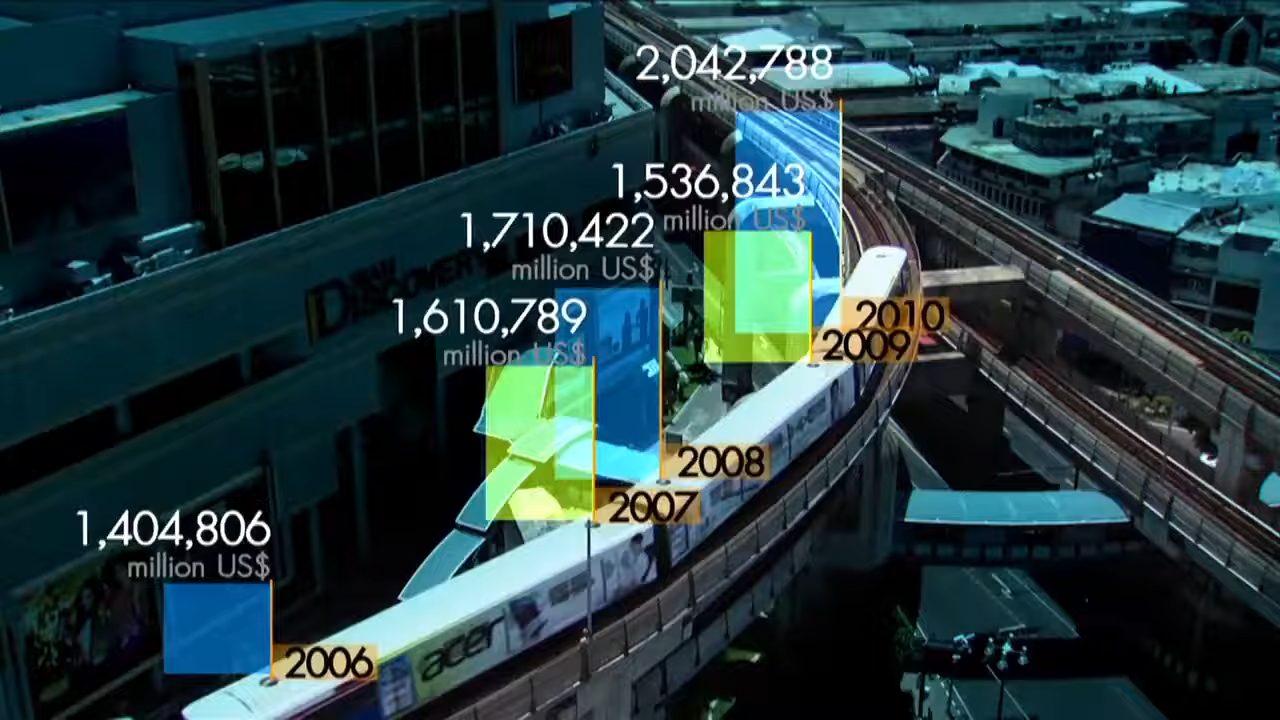 2,042,788
million US$
1,536,843
million US$
1,710,422
million US$
1,610,789
million US$
2010
2009
2008
2007
1,404,806
million US$
2006
acer